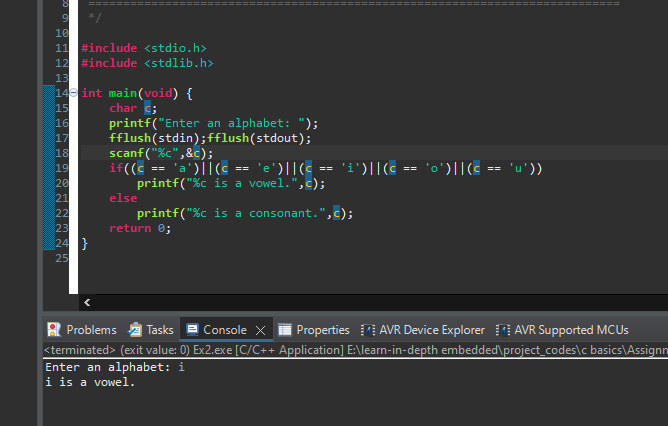 8 ===========================================================================
9 */
10
11 #include <stdio.h>
12 #include <stdlib.h>
13
14 int main(void) {
15     char c;
16     printf("Enter an alphabet: ");
17     fflush(stdin);fflush(stdout);
18     scanf("%c",&c);
19     if((c == 'a')||(c == 'e')||(c == 'i')||(c == 'o')||(c == 'u'))
20         printf("%c is a vowel.",c);
21     else
22         printf("%c is a consonant.",c);
23     return 0;
24 }
25
Problems Tasks Console Properties AVR Device Explorer AVR Supported MCUs
<terminated> (exit value: 0) Ex2.exe [C/C++ Application] E:\learn-in-depth embedded\project_codes\c basics\Assignm
Enter an alphabet: i
i is a vowel.